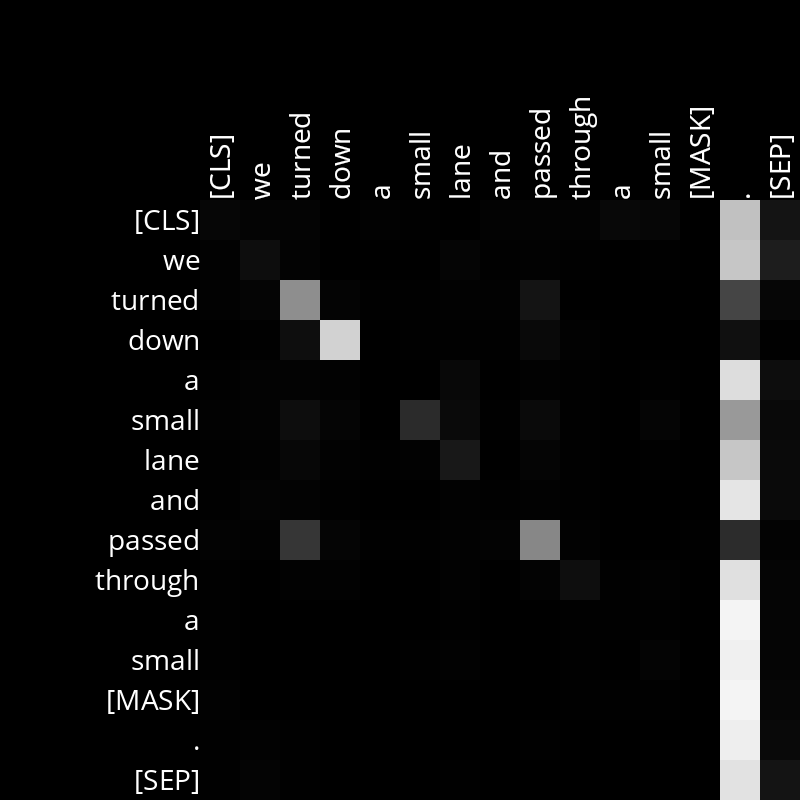 [CLS] we turned down a small lane and passed through a small [MASK] . [SEP]
[CLS]
we
turned
down
a
small
lane
and
passed
through
a
small
[MASK]
.
[SEP]